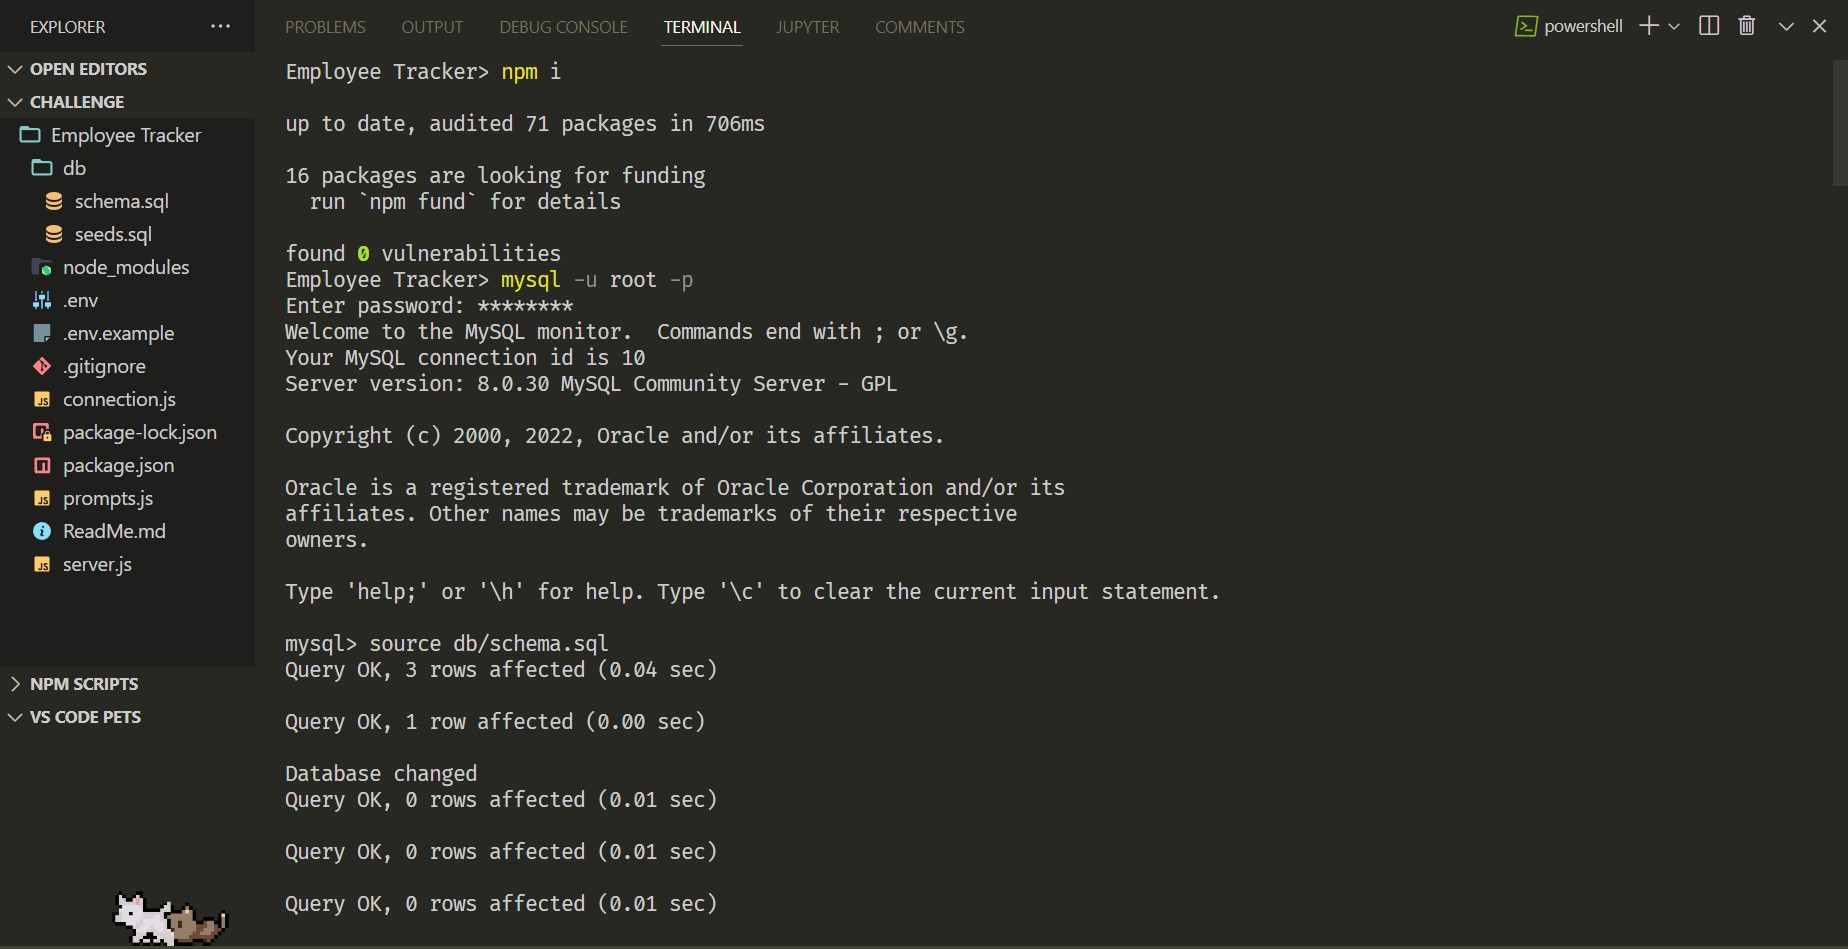 EXPLORER
OPEN EDITORS
CHALLENGE
Employee Tracker
db
schema.sql
seeds.sql
node_modules
.env
.env.example
.gitignore
connection.js
package-lock.json
package.json
prompts.js
ReadMe.md
server.js
NPM SCRIPTS
VS CODE PETS
PROBLEMS OUTPUT DEBUG CONSOLE TERMINAL JUPYTER COMMENTS
powershell
Employee Tracker> npm i
up to date, audited 71 packages in 706ms
16 packages are looking for funding
run `npm fund` for details
found 0 vulnerabilities
Employee Tracker> mysql -u root -p
Enter password: ********
Welcome to the MySQL monitor.  Commands end with ; or \g.
Your MySQL connection id is 10
Server version: 8.0.30 MySQL Community Server - GPL
Copyright (c) 2000, 2022, Oracle and/or its affiliates.
Oracle is a registered trademark of Oracle Corporation and/or its
affiliates. Other names may be trademarks of their respective
owners.
Type 'help;' or '\h' for help. Type '\c' to clear the current input statement.
mysql> source db/schema.sql
Query OK, 3 rows affected (0.04 sec)
Query OK, 1 row affected (0.00 sec)
Database changed
Query OK, 0 rows affected (0.01 sec)
Query OK, 0 rows affected (0.01 sec)
Query OK, 0 rows affected (0.01 sec)